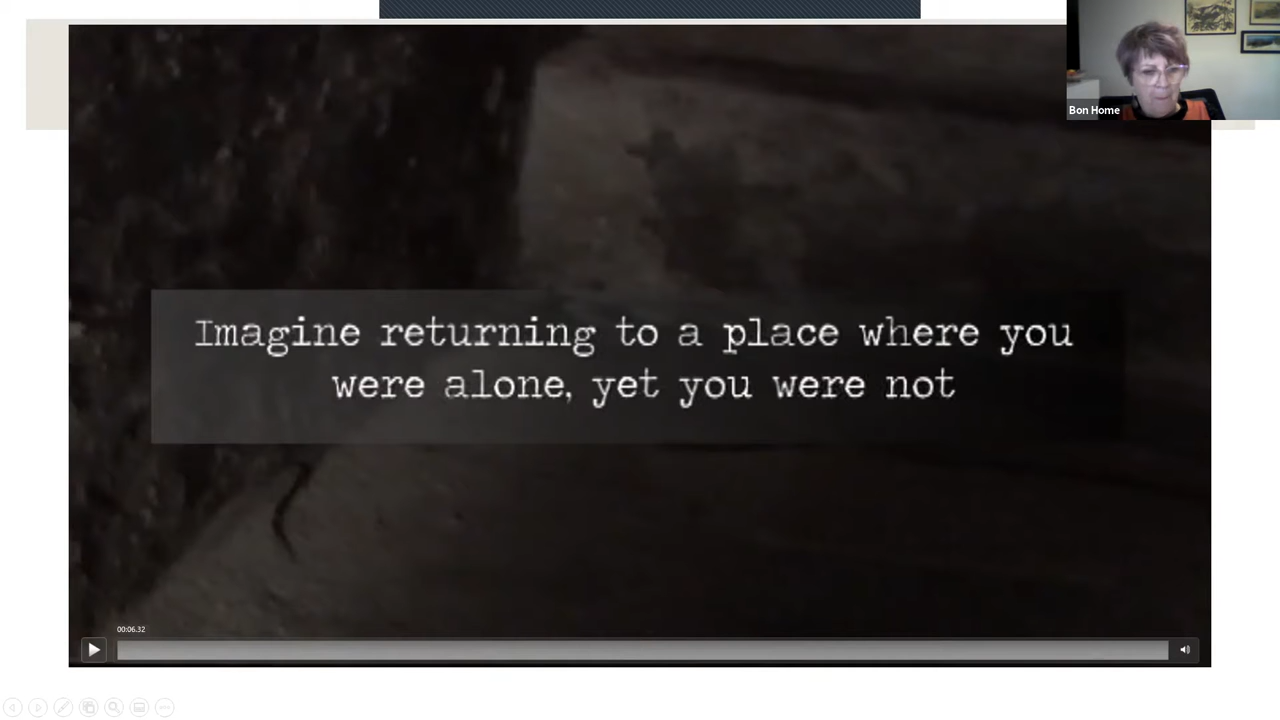 Bon Home
Imagine returning to a place where you
were alone, yet you were not
00:06.32